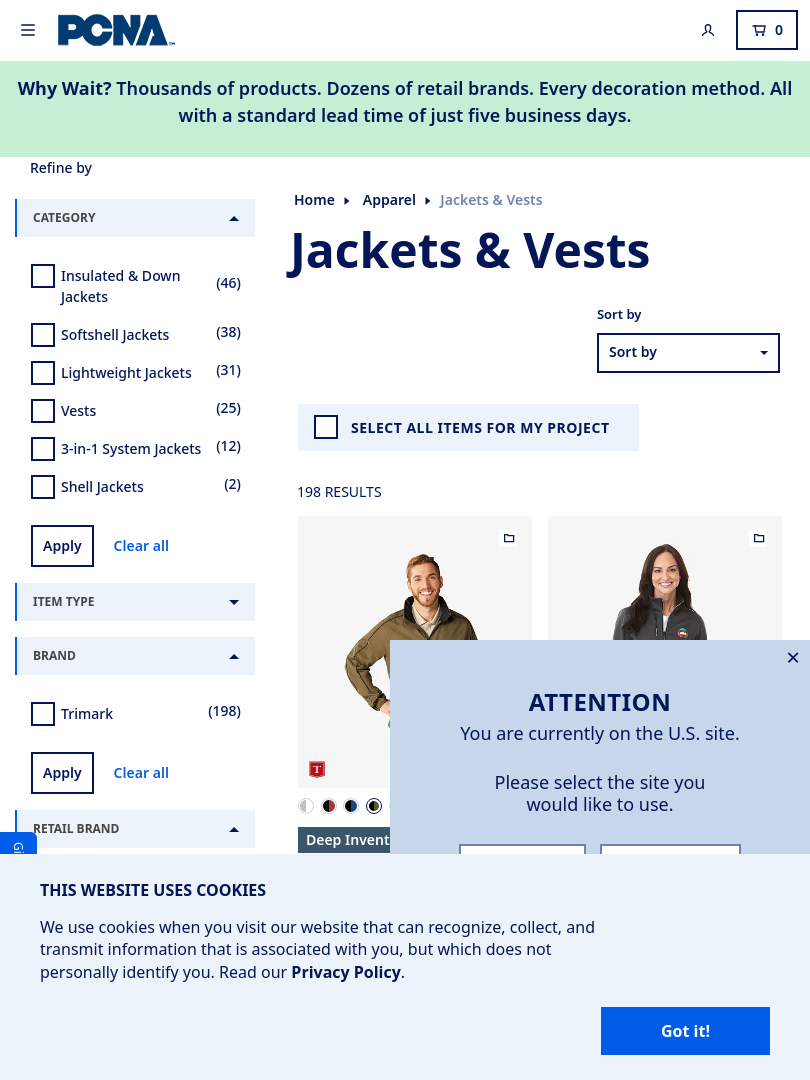 PCNA
0
Why Wait? Thousands of products. Dozens of retail brands. Every decoration method. All
with a standard lead time of just five business days.
Refine by
CATEGORY
Insulated & Down
Jackets
(46)
Softshell Jackets (38)
Lightweight Jackets (31)
Vests (25)
3-in-1 System Jackets (12)
Shell Jackets (2)
Apply Clear all
ITEM TYPE
BRAND
Trimark (198)
Apply Clear all
RETAIL BRAND
Home Apparel Jackets & Vests
Jackets & Vests
Sort by
Sort by
SELECT ALL ITEMS FOR MY PROJECT
198 RESULTS
T
Deep Invent
ATTENTION
You are currently on the U.S. site.
Please select the site you
would like to use.
THIS WEBSITE USES COOKIES
We use cookies when you visit our website that can recognize, collect, and
transmit information that is associated with you, but which does not
personally identify you. Read our Privacy Policy.
Got it!